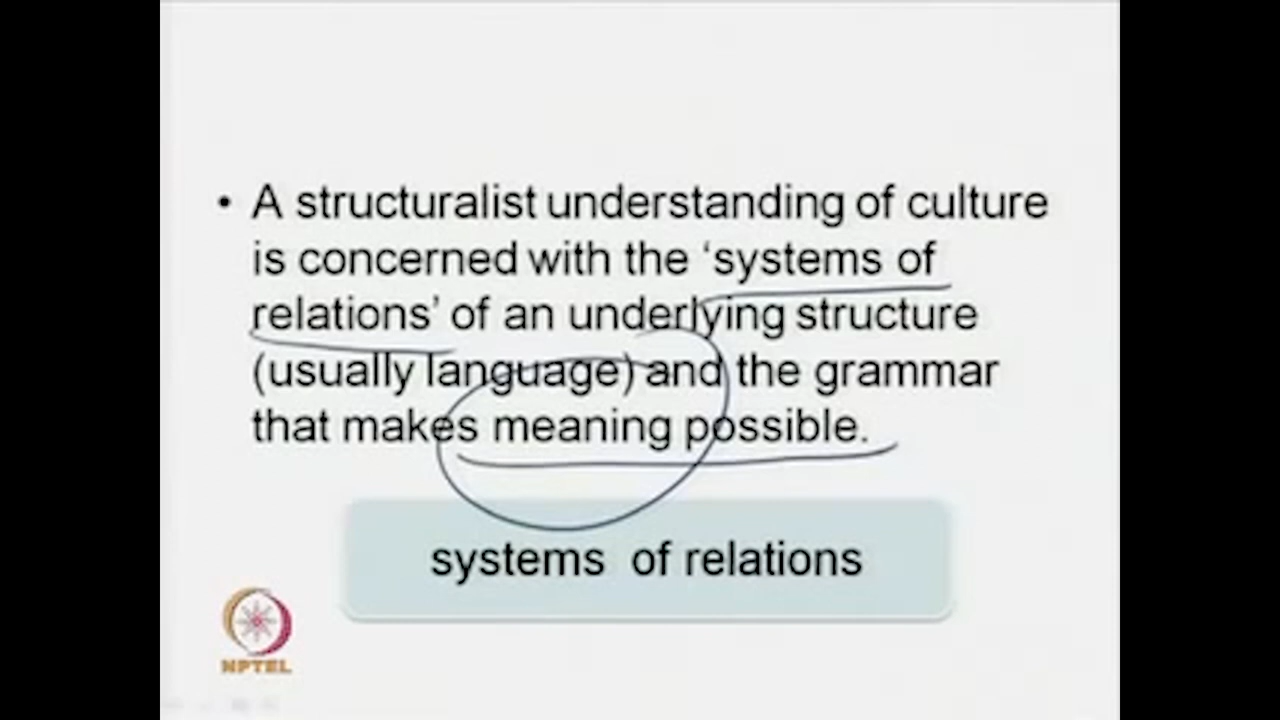 • A structuralist understanding of culture
is concerned with the ‘systems of
relations’ of an underlying structure
(usually language) and the grammar
that makes meaning possible.
systems of relations
NPTEL